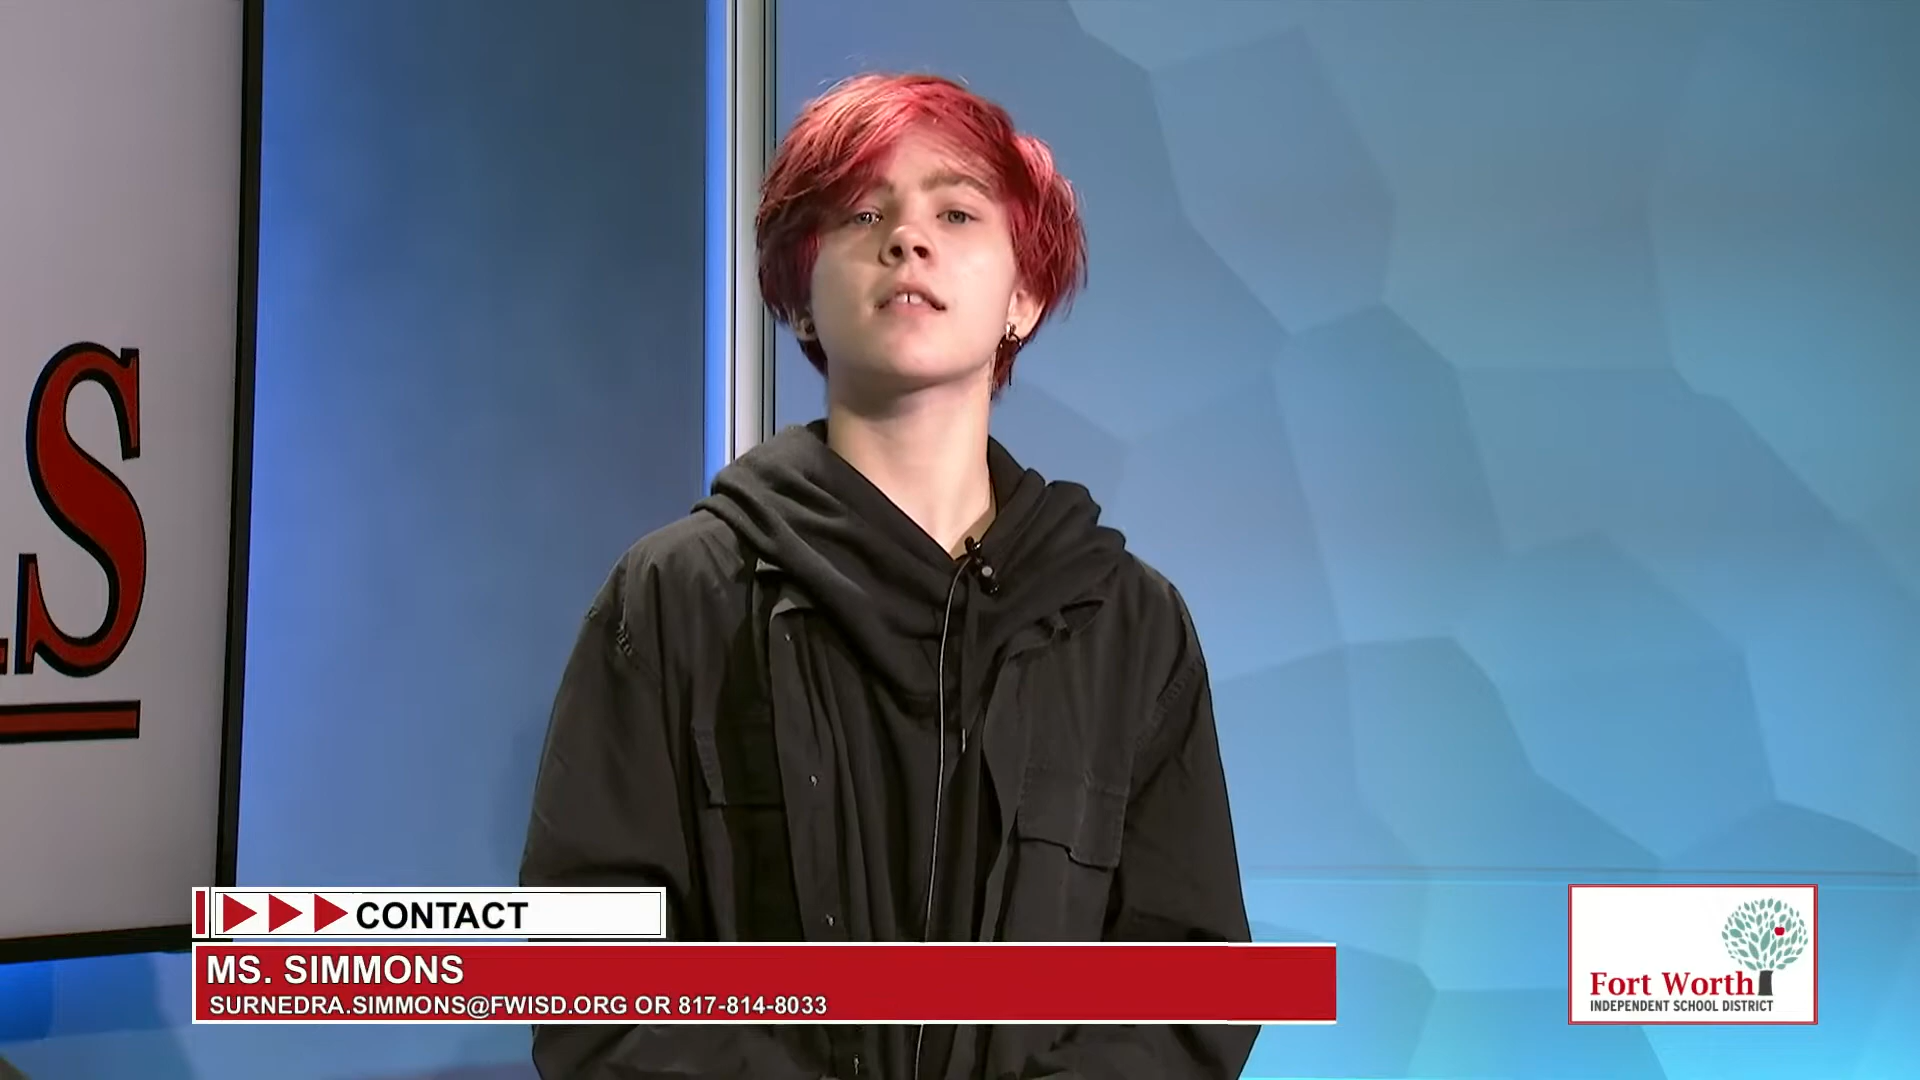 S
CONTACT
MS. SIMMONS
SURNEDRA.SIMMONS@FWISD.ORG OR 817-814-8033
Fort Worth
INDEPENDENT SCHOOL DISTRICT